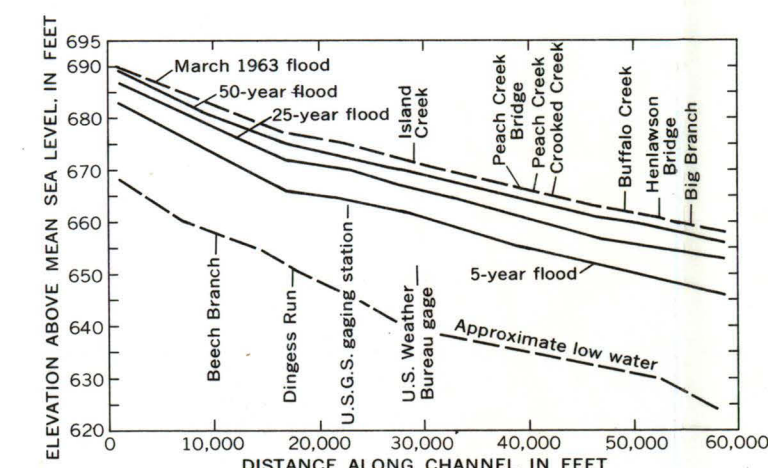 ELEVATION ABOVE MEAN SEA LEVEL, IN FEET
695
690
680
670
660
650
640
630
620
March 1963 flood
50-year flood
25-year flood
Island
Creek
Peach Creek
Bridge
Peach Creek
Crooked Creek
Buffalo Creek
Henlawson
Bridge
Big Branch
5-year flood
Beech Branch
Dingess Run
U.S.G.S. gaging station
U.S. Weather
Bureau gage
Approximate low water
0
10,000
20,000
30,000
40,000
50,000
60,000
DISTANCE ALONG CHANNEL, IN FEET